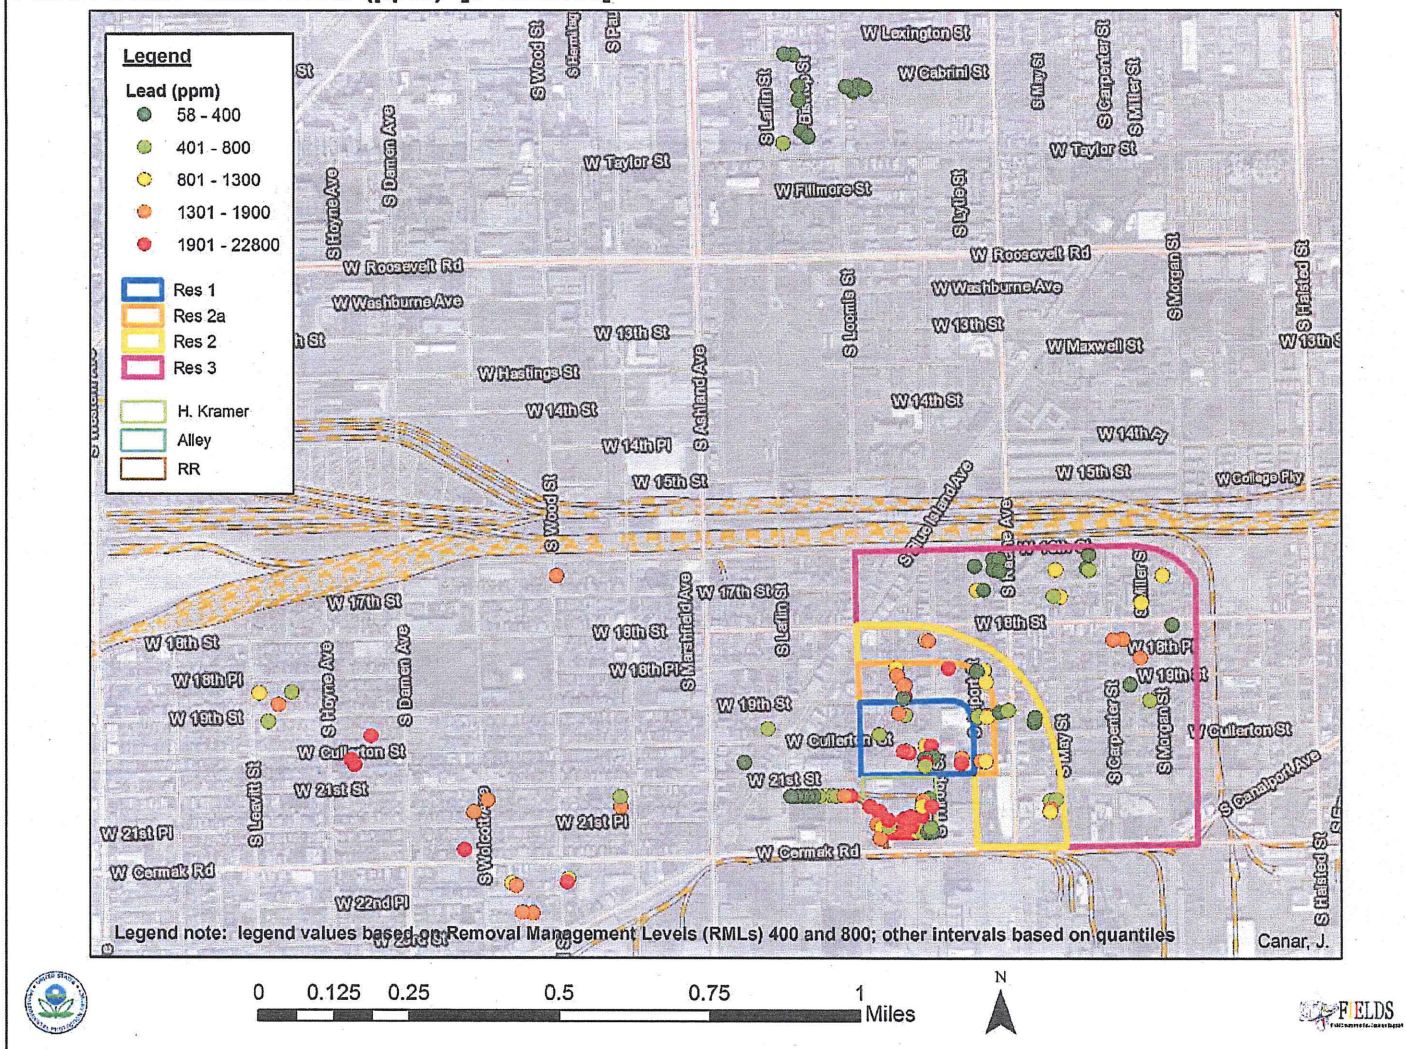 Legend
Lead (ppm)
58 - 400
401 - 800
801 - 1300
1301 - 1900
1901 - 22800
Res 1
Res 2a
Res 2
Res 3
H. Kramer
Alley
RR
St
S Wood St
S Hoyne Ave
S Damen Ave
S Laflin St
W Lexington St
W Cabrini St
S May St
S Carpenter St
S Miller St
W Taylor St
W Taylor St
W Fillmore St
S Lytle St
W Roosevelt Rd
W Roosevelt Rd
W Washburne Ave
W Washburne Ave
S Loomis St
S Morgan St
S Halsted St
W 13th St
W 13th St
W Maxwell St
W Hastings St
W 14th St
W 14th St
S Ashland Ave
W 14th Pl
W 15th St
W 15th St
W College Pky
S Wood St
S Blue Island Ave
W 17th St
W 17th St
W 18th St
W 18th St
W 18th St
S Laflin St
S Marshfield Ave
W 18th Pl
W 18th Pl
W 18th Pl
S Hoyne Ave
S Damen Ave
W 19th St
W 19th St
W 19th St
W Cullerton St
W Cullerton St
W Cullerton St
S May St
S Carpenter St
S Morgan St
S Leavitt St
W 21st St
W 21st St
W 21st Pl
W 21st Pl
S Wolcott Ave
S Canalport Ave
W Cermak Rd
W Cermak Rd
W 22nd Pl
S Halsted St
Legend note: legend values based on Removal Management Levels (RMLs) 400 and 800; other intervals based on quantiles
Canar, J.
0 0.125 0.25 0.5 0.75 1
Miles
N
FIELDS